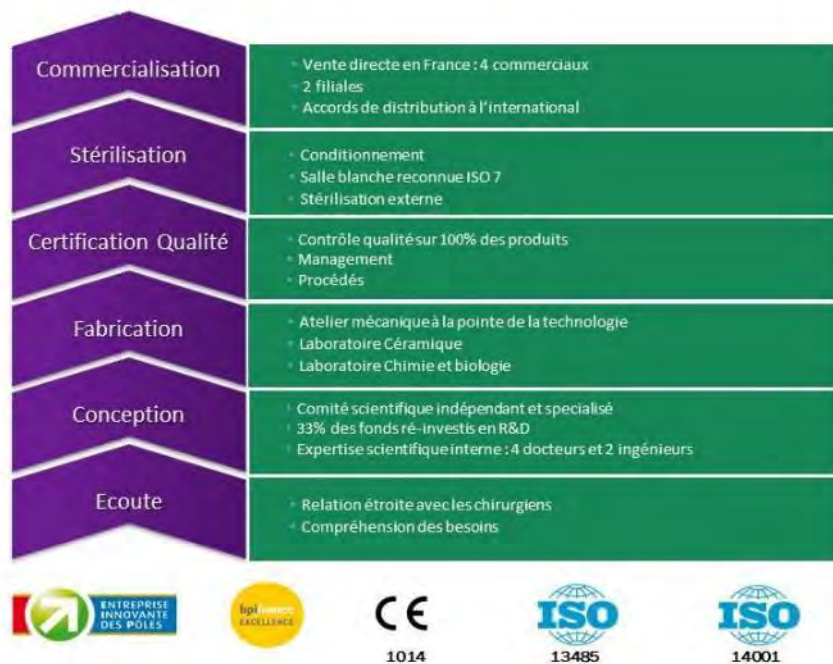 Commercialisation
Vente directe en France : 4 commerciaux
2 filiales
Accords de distribution à l'international
Stérilisation
Conditionnement
Salle blanche reconnue ISO 7
Stérilisation externe
Certification Qualité
Contrôle qualité sur 100% des produits
Management
Procédés
Fabrication
Atelier mécanique à la pointe de la technologie
Laboratoire Céramique
Laboratoire Chimie et biologie
Conception
Comité scientifique indépendant et specialisé
33% des fonds ré-investis en R&D
Expertise scientifique interne : 4 docteurs et 2 ingénieurs
Ecoute
Relation étroite avec les chirurgiens
Compréhension des besoins
ENTREPRISE
INNOVANTE
DES PÔLES
bpifrance
EXCELLENCE
CE
1014
ISO
13485
ISO
14001